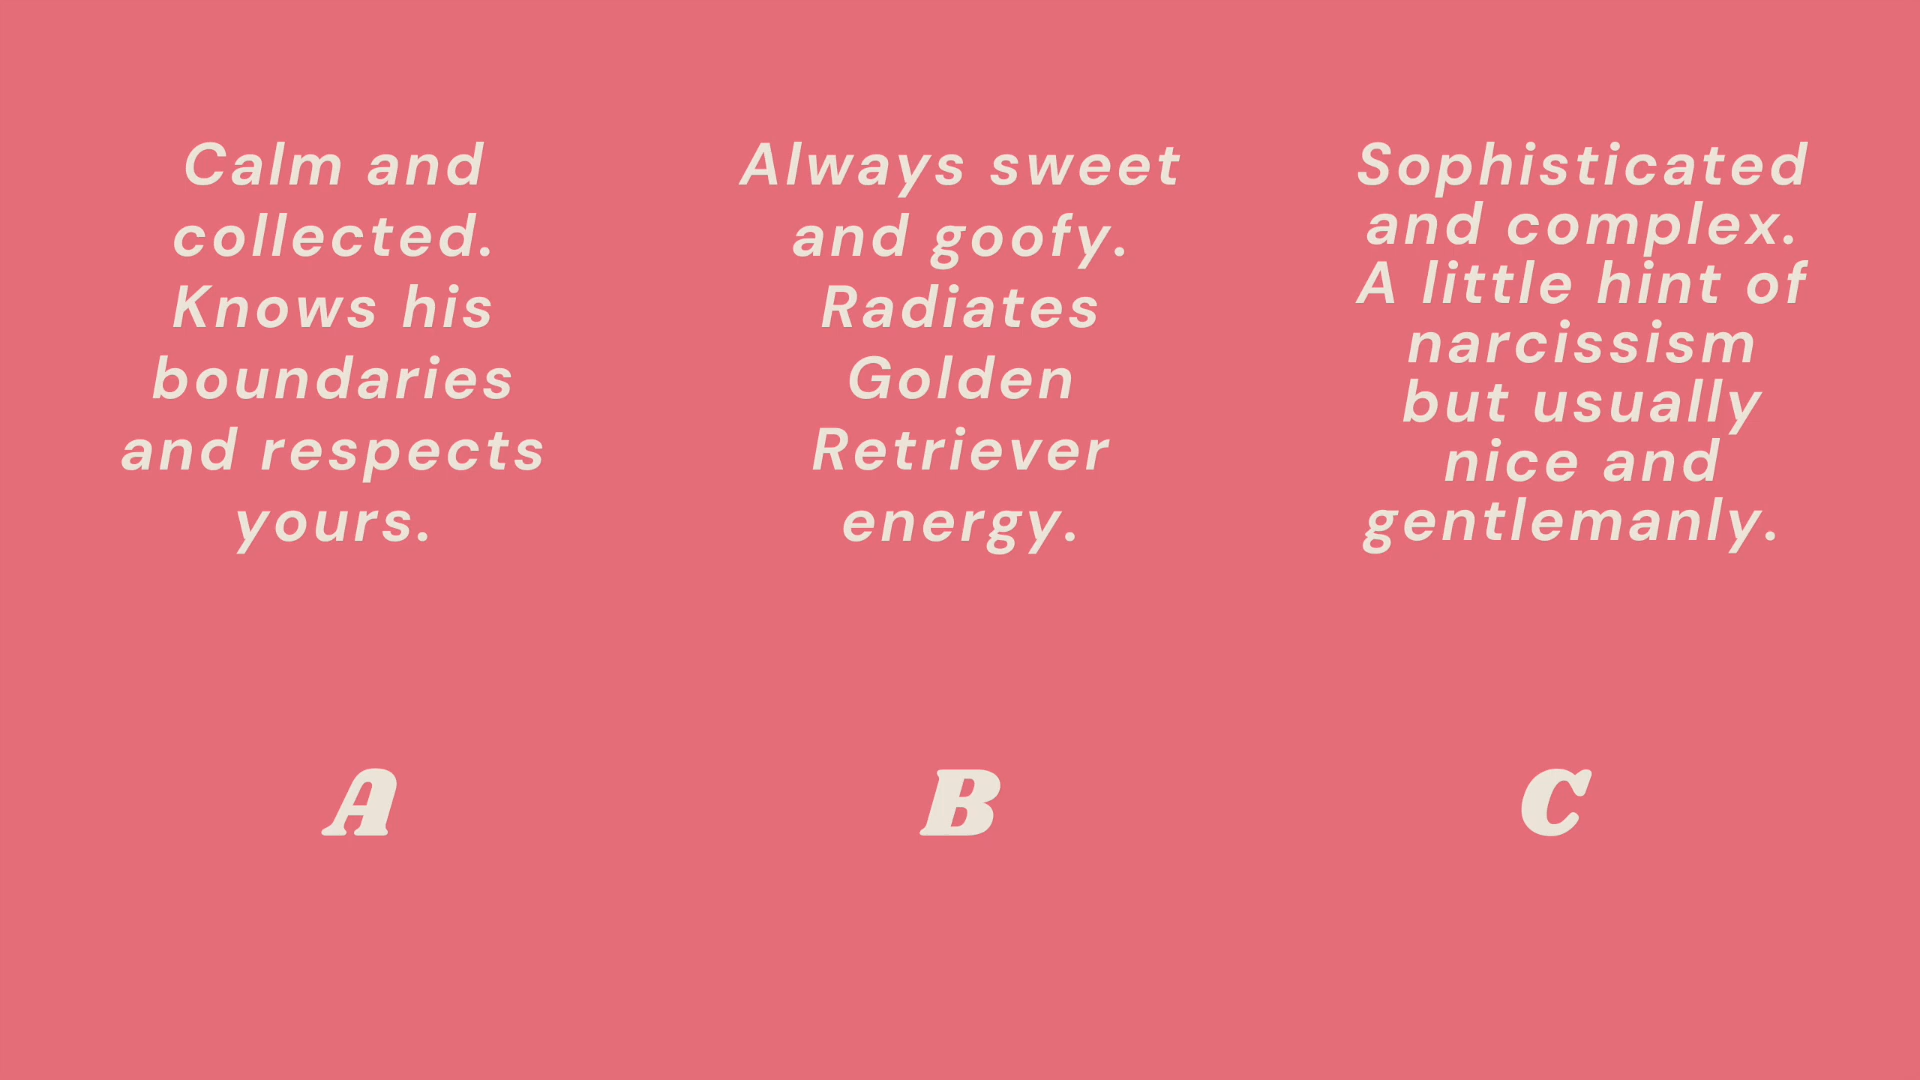 Calm and
collected.
Knows his
boundaries
and respects
yours.
A
Always sweet
and goofy.
Radiates
Golden
Retriever
energy.
B
Sophisticated
and complex.
A little hint of
narcissism
but usually
nice and
gentlemanly.
C